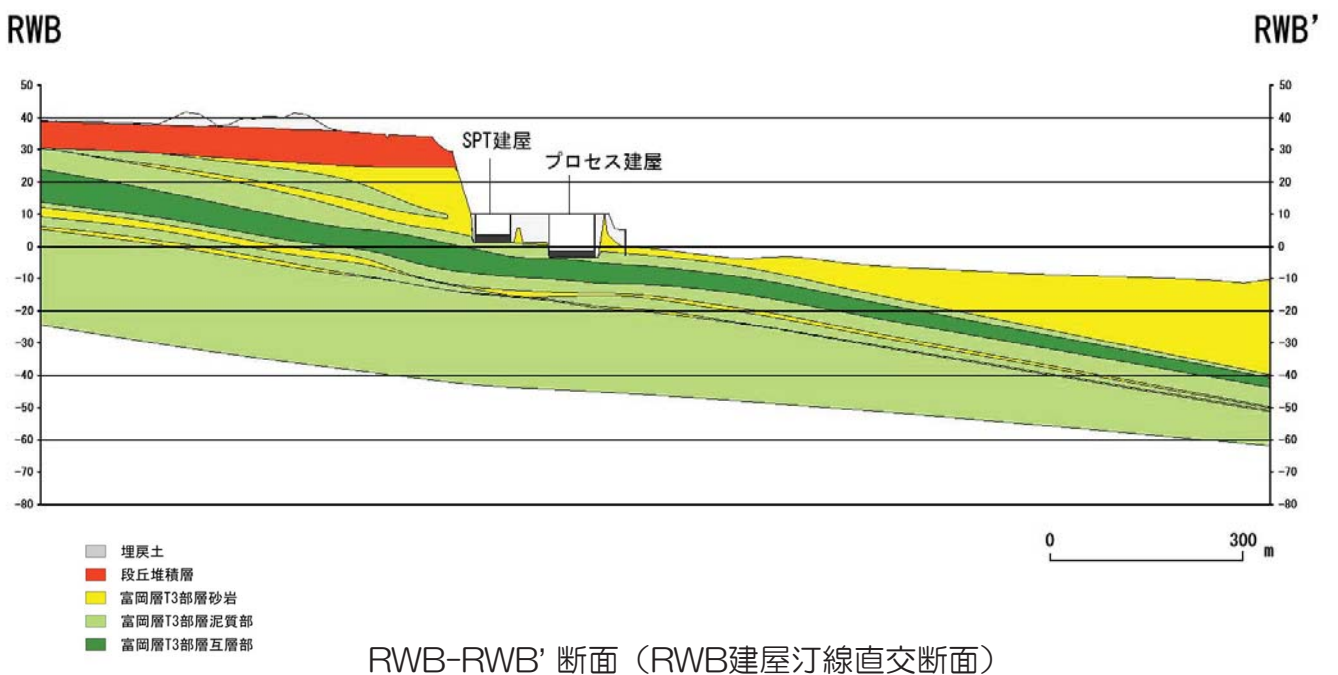 RWB RWB’
50 50
40 40
30 30
SPT建屋
プロセス建屋
20 20
10 10
0 0
-10 -10
-20 -20
-30 -30
-40 -40
-50 -50
-60 -60
-70 -70
-80 -80
0 300 m
埋戻土
段丘堆積層
富岡層T3部層砂岩
富岡層T3部層泥質部
富岡層T3部層互層部
RWB-RWB’ 断面（RWB建屋汀線直交断面）